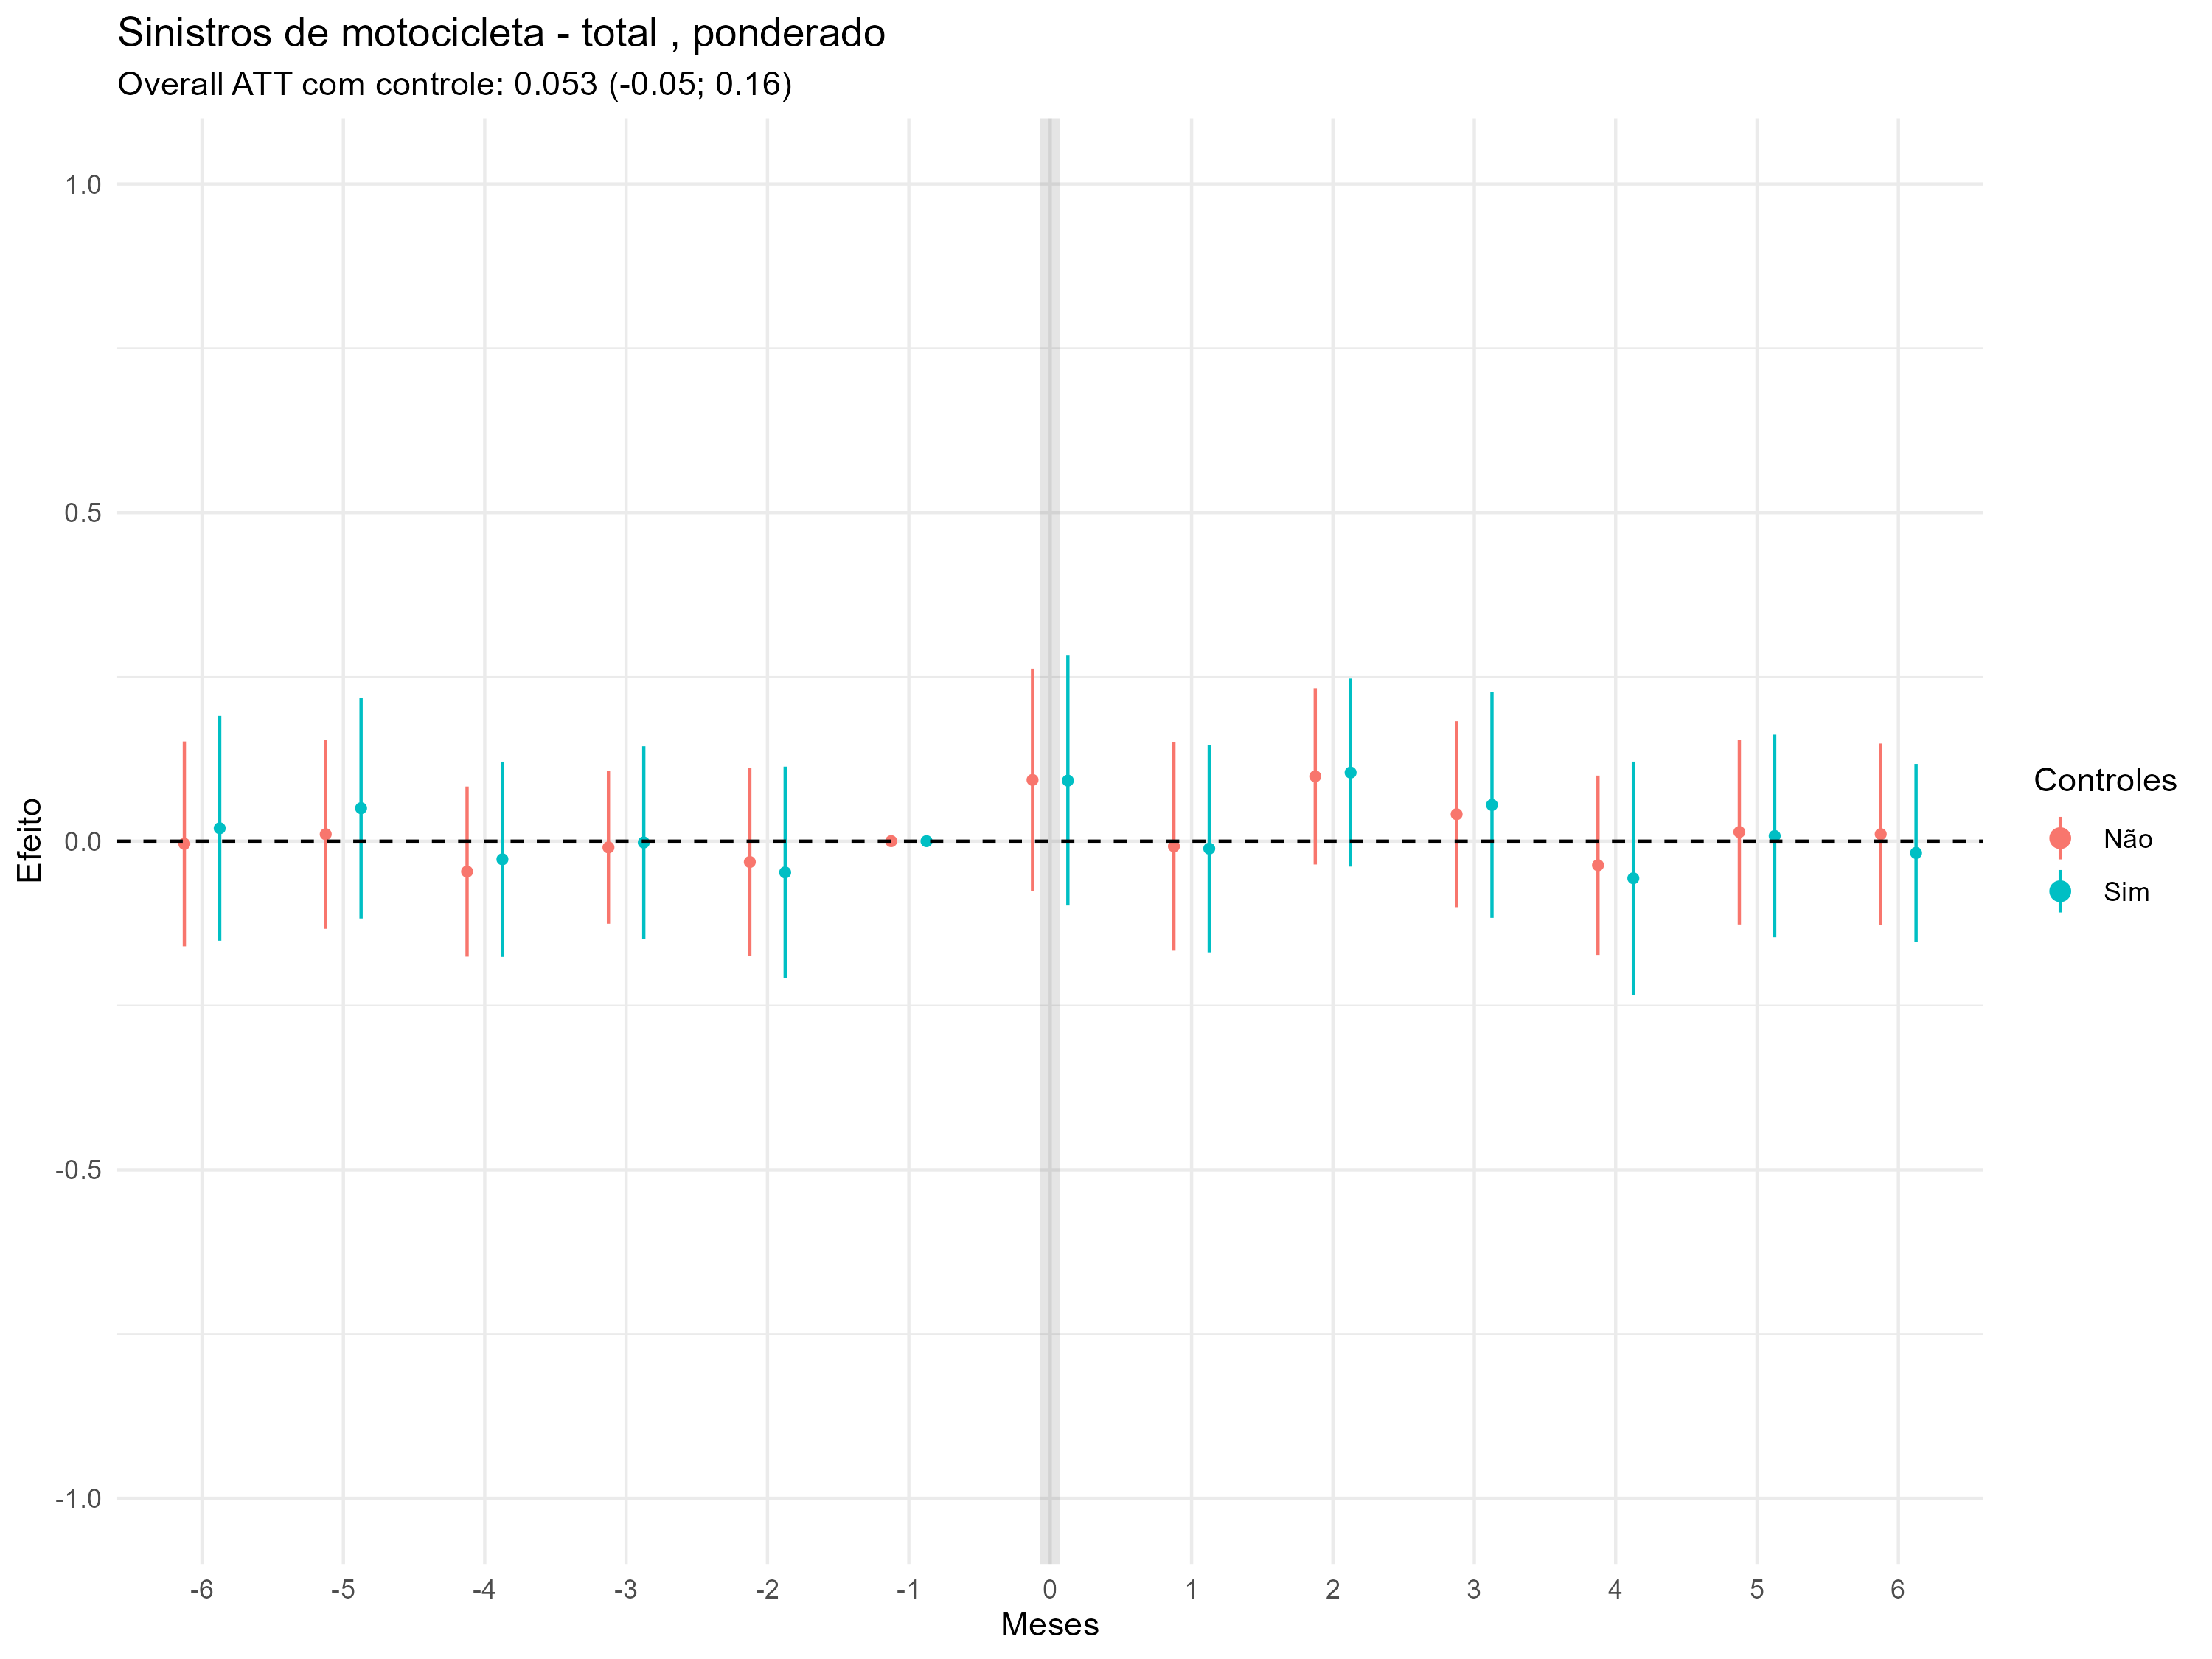 Sinistros de motocicleta - total , ponderado
Overall ATT com controle: 0.053 (-0.05; 0.16)
1.0
0.5
0.0
-0.5
-1.0
Efeito
-6 -5 -4 -3 -2 -1 0 1 2 3 4 5 6
Meses
Controles
Não
Sim